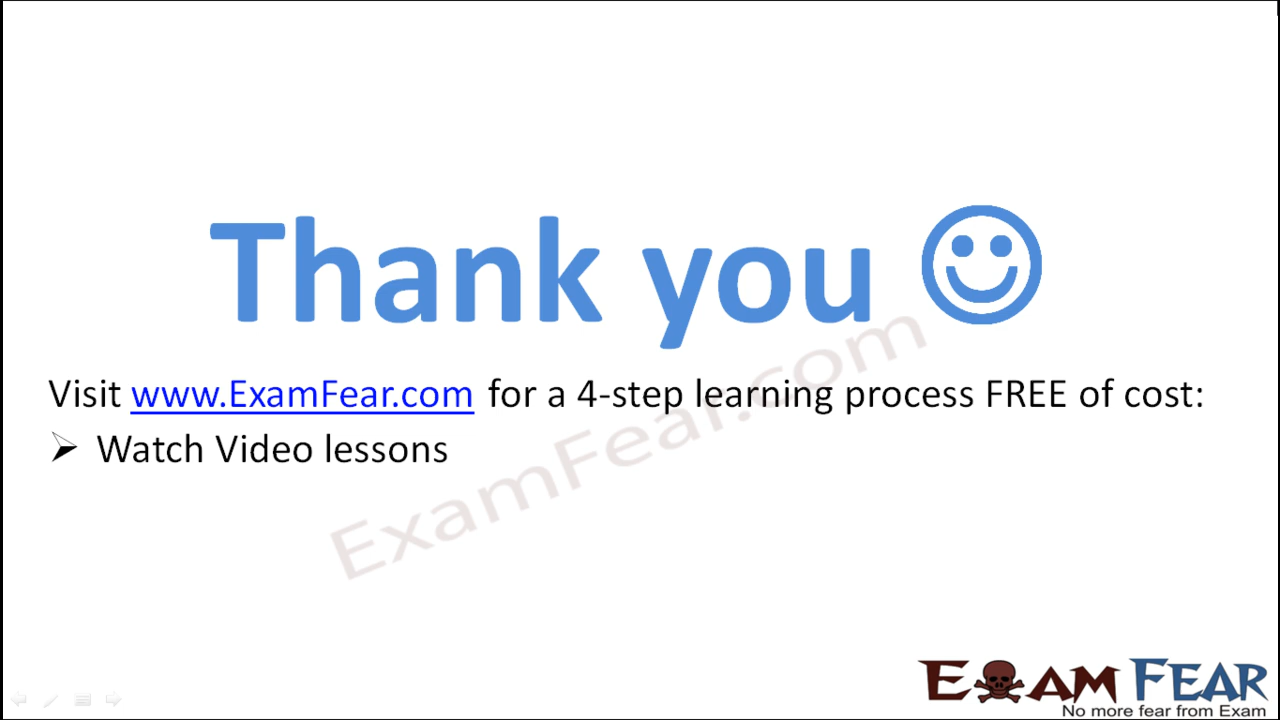 Thank you
Visit www.ExamFear.com for a 4-step learning process FREE of cost:
➢ Watch Video lessons
ExamFear.com
EXAM FEAR
No more fear from Exam